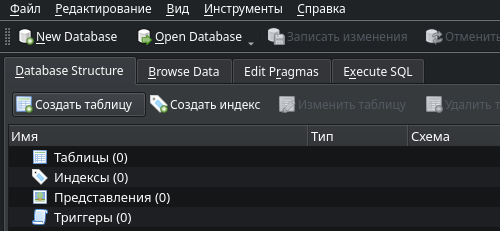 Файл Редактирование Вид Инструменты Справка
New Database Open Database Записать изменения Отменить
Database Structure Browse Data Edit Pragmas Execute SQL
Создать таблицу Создать индекс Изменить таблицу Удалить
Имя Тип Схема
Таблицы (0)
Индексы (0)
Представления (0)
Триггеры (0)